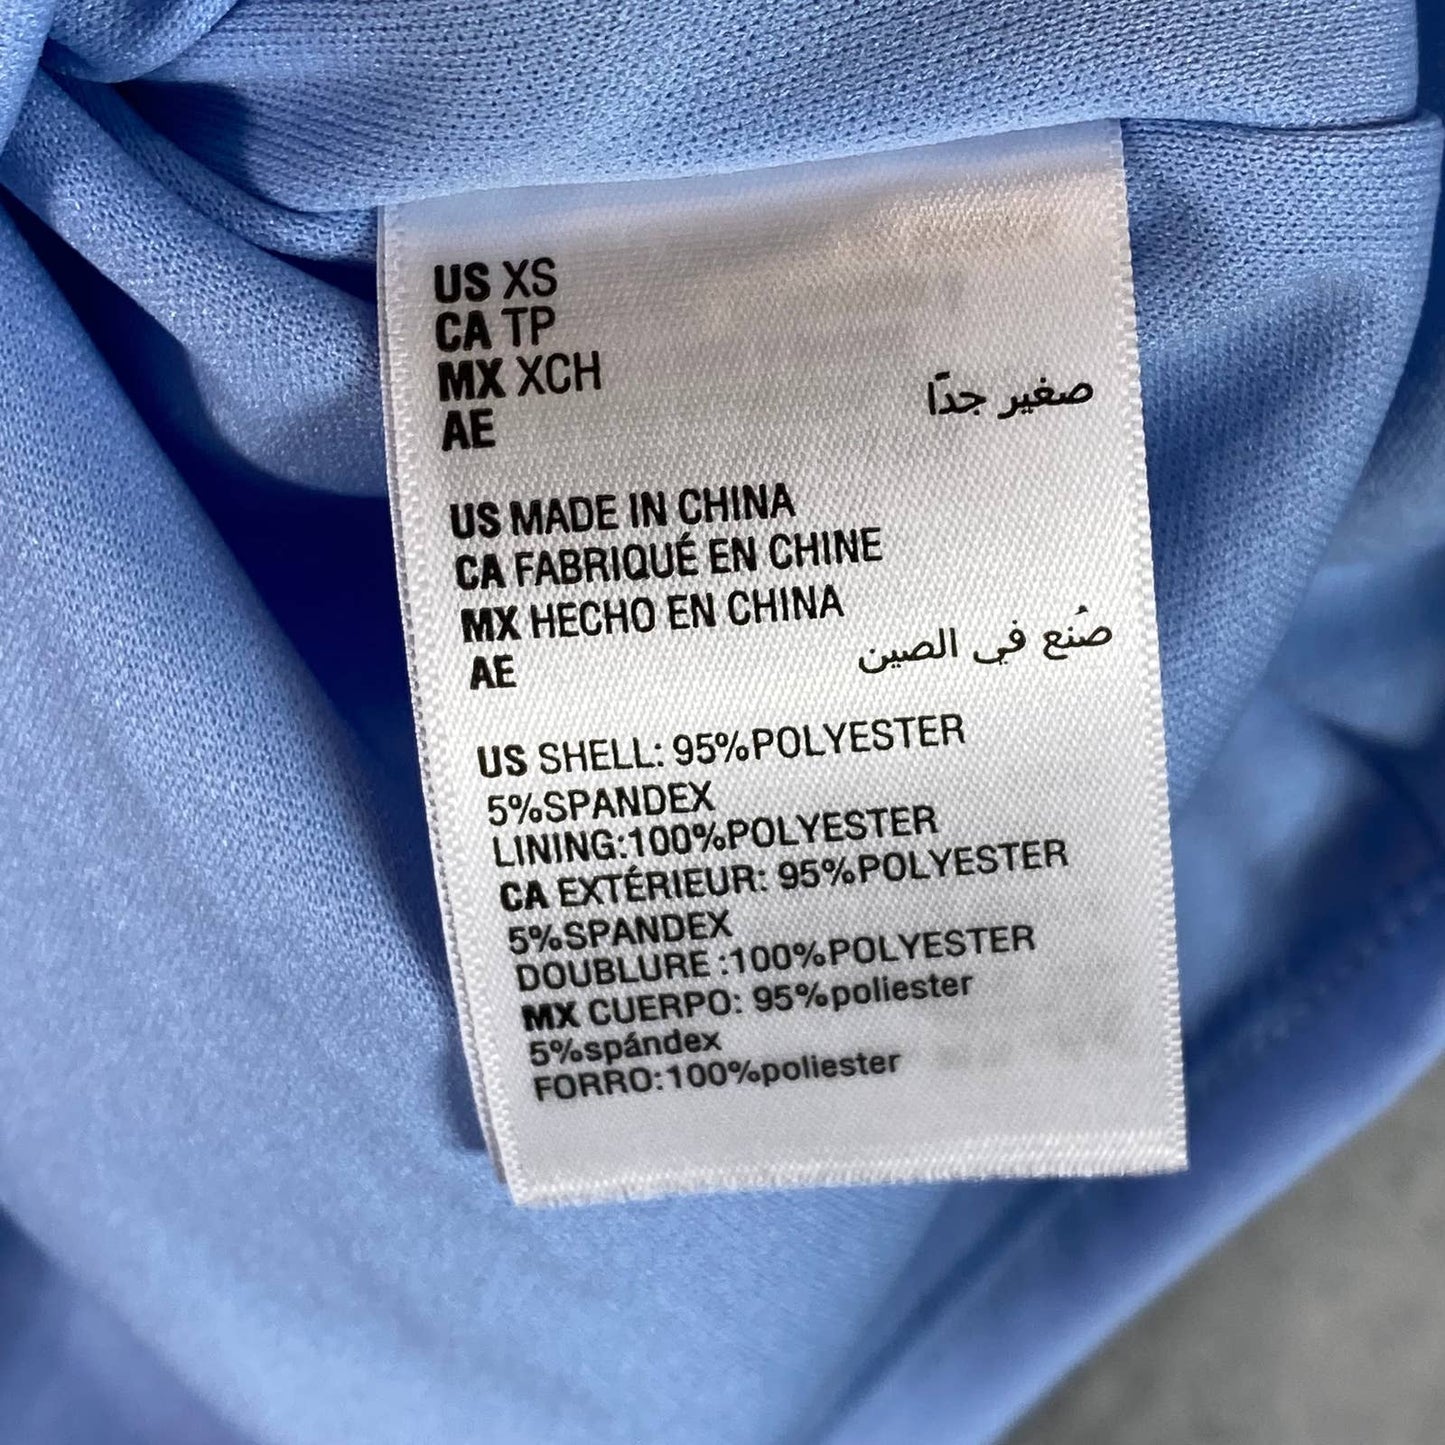 US XS
CA TP
MX XCH
AE صغير جدّا
US MADE IN CHINA
CA FABRIQUÉ EN CHINE
MX HECHO EN CHINA
AE صُنع في الصين
US SHELL: 95%POLYESTER
5%SPANDEX
LINING:100%POLYESTER
CA EXTÉRIEUR: 95%POLYESTER
5%SPANDEX
DOUBLURE :100%POLYESTER
MX CUERPO: 95%poliester
5%spándex
FORRO:100%poliester